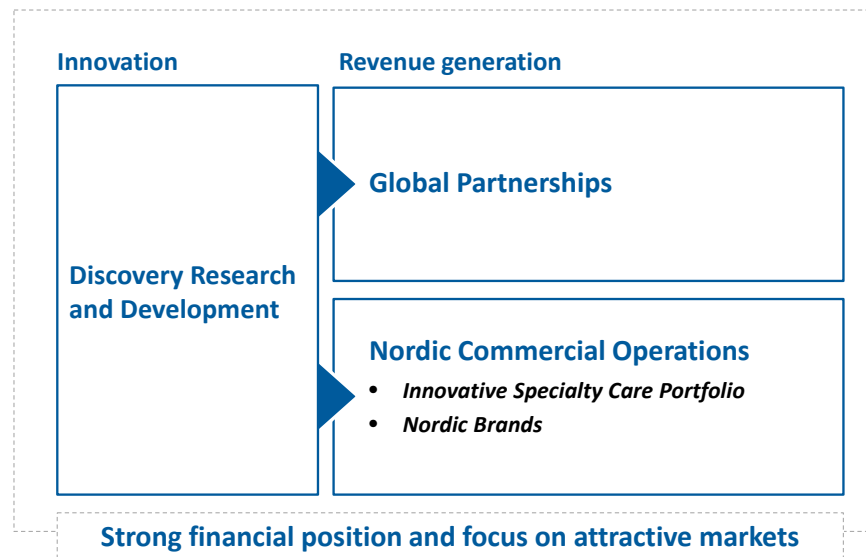 Innovation
Revenue generation
Discovery Research
and Development
Global Partnerships
Nordic Commercial Operations
• Innovative Specialty Care Portfolio
• Nordic Brands
Strong financial position and focus on attractive markets